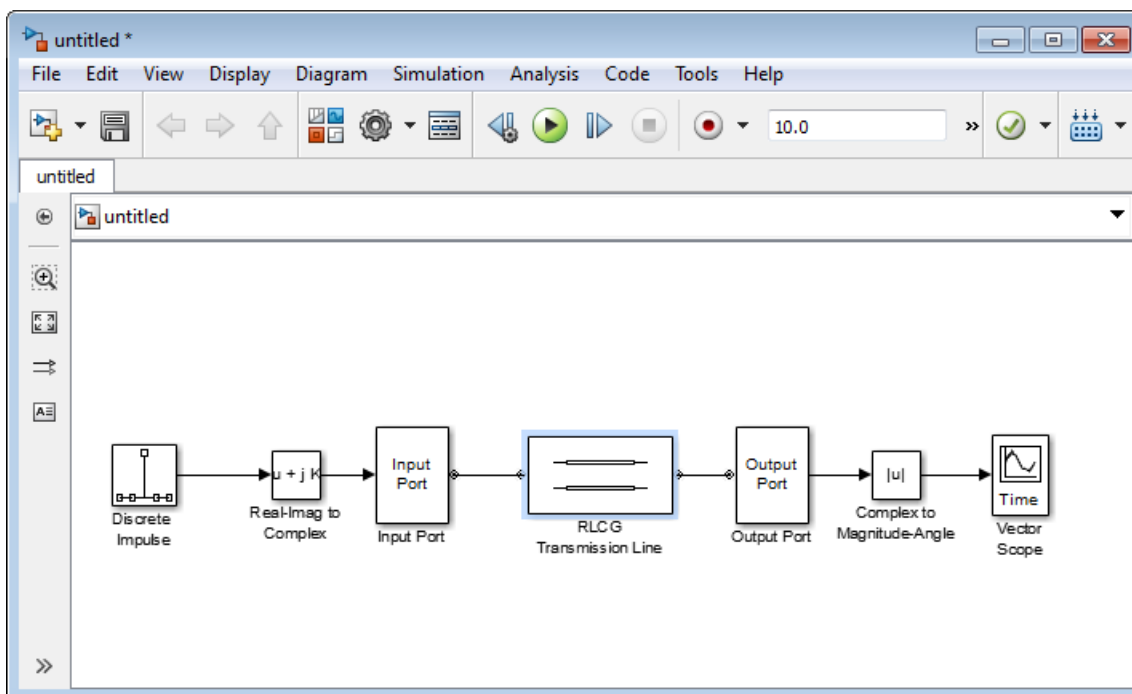 untitled *
File Edit View Display Diagram Simulation Analysis Code Tools Help
10.0
untitled
untitled
Discrete
Impulse
u + j K
Real-Imag to
Complex
Input
Port
Input Port
RLCG
Transmission Line
Output
Port
Output Port
|u|
Complex to
Magnitude-Angle
Time
Vector
Scope